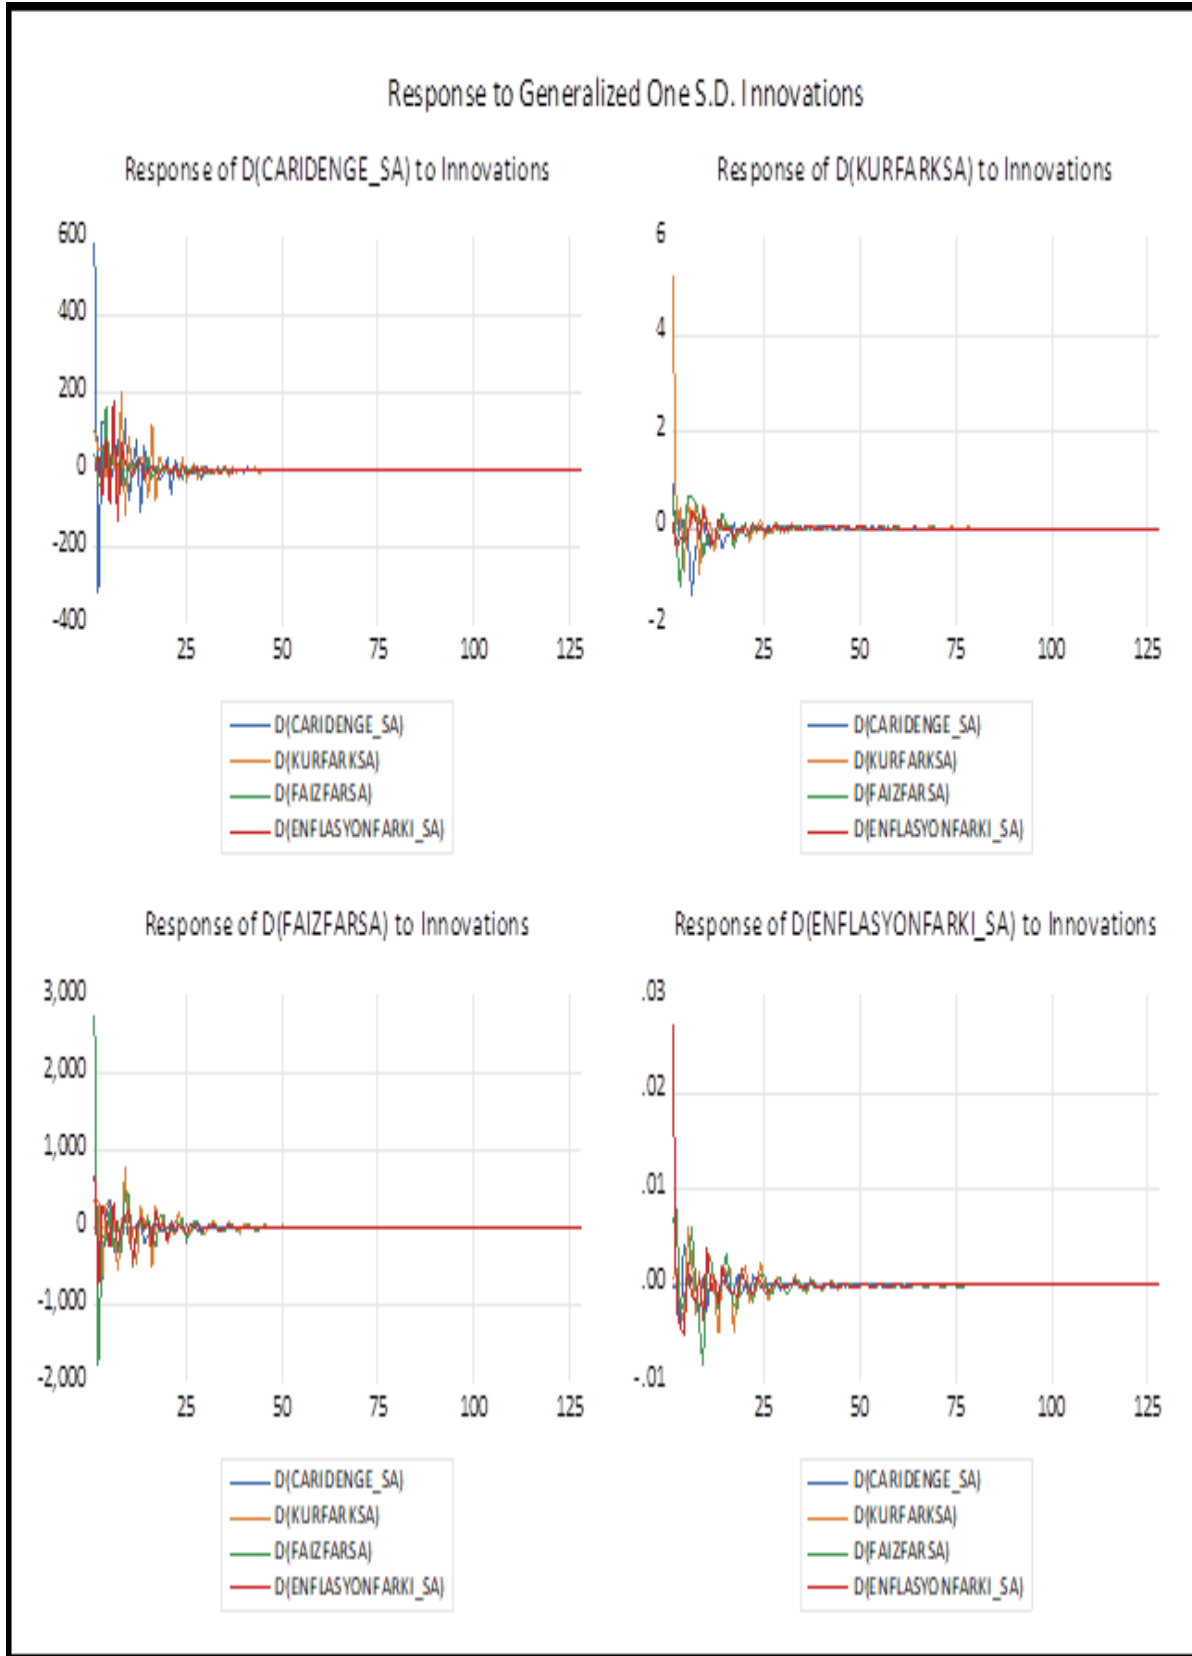 Response to Generalized One S.D. Innovations
Response of D(CARIDENGE_SA) to Innovations
600
400
200
0
-200
-400
25 50 75 100 125
D(CARIDENGE_SA)
D(KURFARKSA)
D(FAIZFARSA)
D(ENFLASYONFARKI_SA)
Response of D(KURFARKSA) to Innovations
6
4
2
0
-2
25 50 75 100 125
D(CARIDENGE_SA)
D(KURFARKSA)
D(FAIZFARSA)
D(ENFLASYONFARKI_SA)
Response of D(FAIZFARSA) to Innovations
3,000
2,000
1,000
0
-1,000
-2,000
25 50 75 100 125
D(CARIDENGE_SA)
D(KURFARKSA)
D(FAIZFARSA)
D(ENFLASYONFARKI_SA)
Response of D(ENFLASYONFARKI_SA) to Innovations
.03
.02
.01
.00
-.01
25 50 75 100 125
D(CARIDENGE_SA)
D(KURFARKSA)
D(FAIZFARSA)
D(ENFLASYONFARKI_SA)